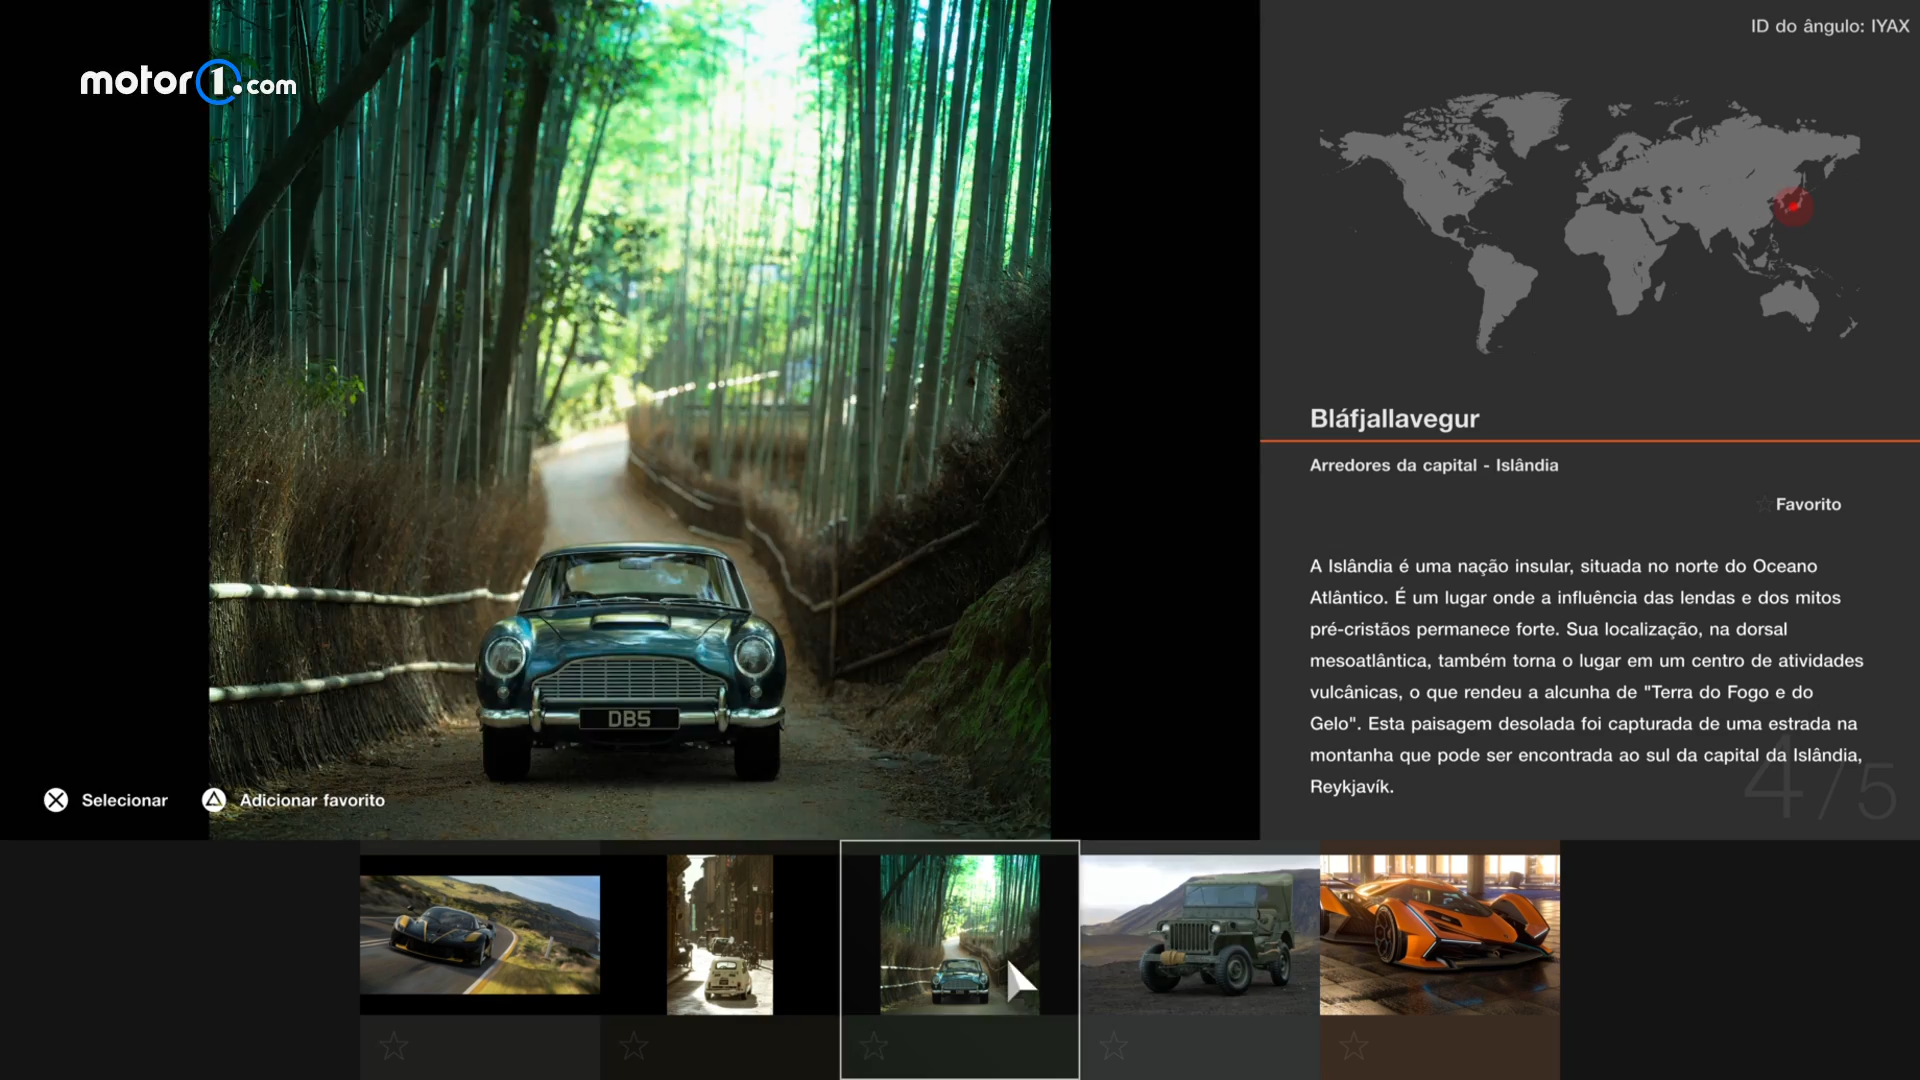 motor1.com
ID do ângulo: IYAX
Bláfjallavegur
Arredores da capital - Islândia
Favorito
A Islândia é uma nação insular, situada no norte do Oceano
Atlântico. É um lugar onde a influência das lendas e dos mitos
pré-cristãos permanece forte. Sua localização, na dorsal
mesoatlântica, também torna o lugar em um centro de atividades
vulcânicas, o que rendeu a alcunha de "Terra do Fogo e do
Gelo". Esta paisagem desolada foi capturada de uma estrada na
montanha que pode ser encontrada ao sul da capital da Islândia,
Reykjavík.
4/5
DB5
Selecionar
Adicionar favorito